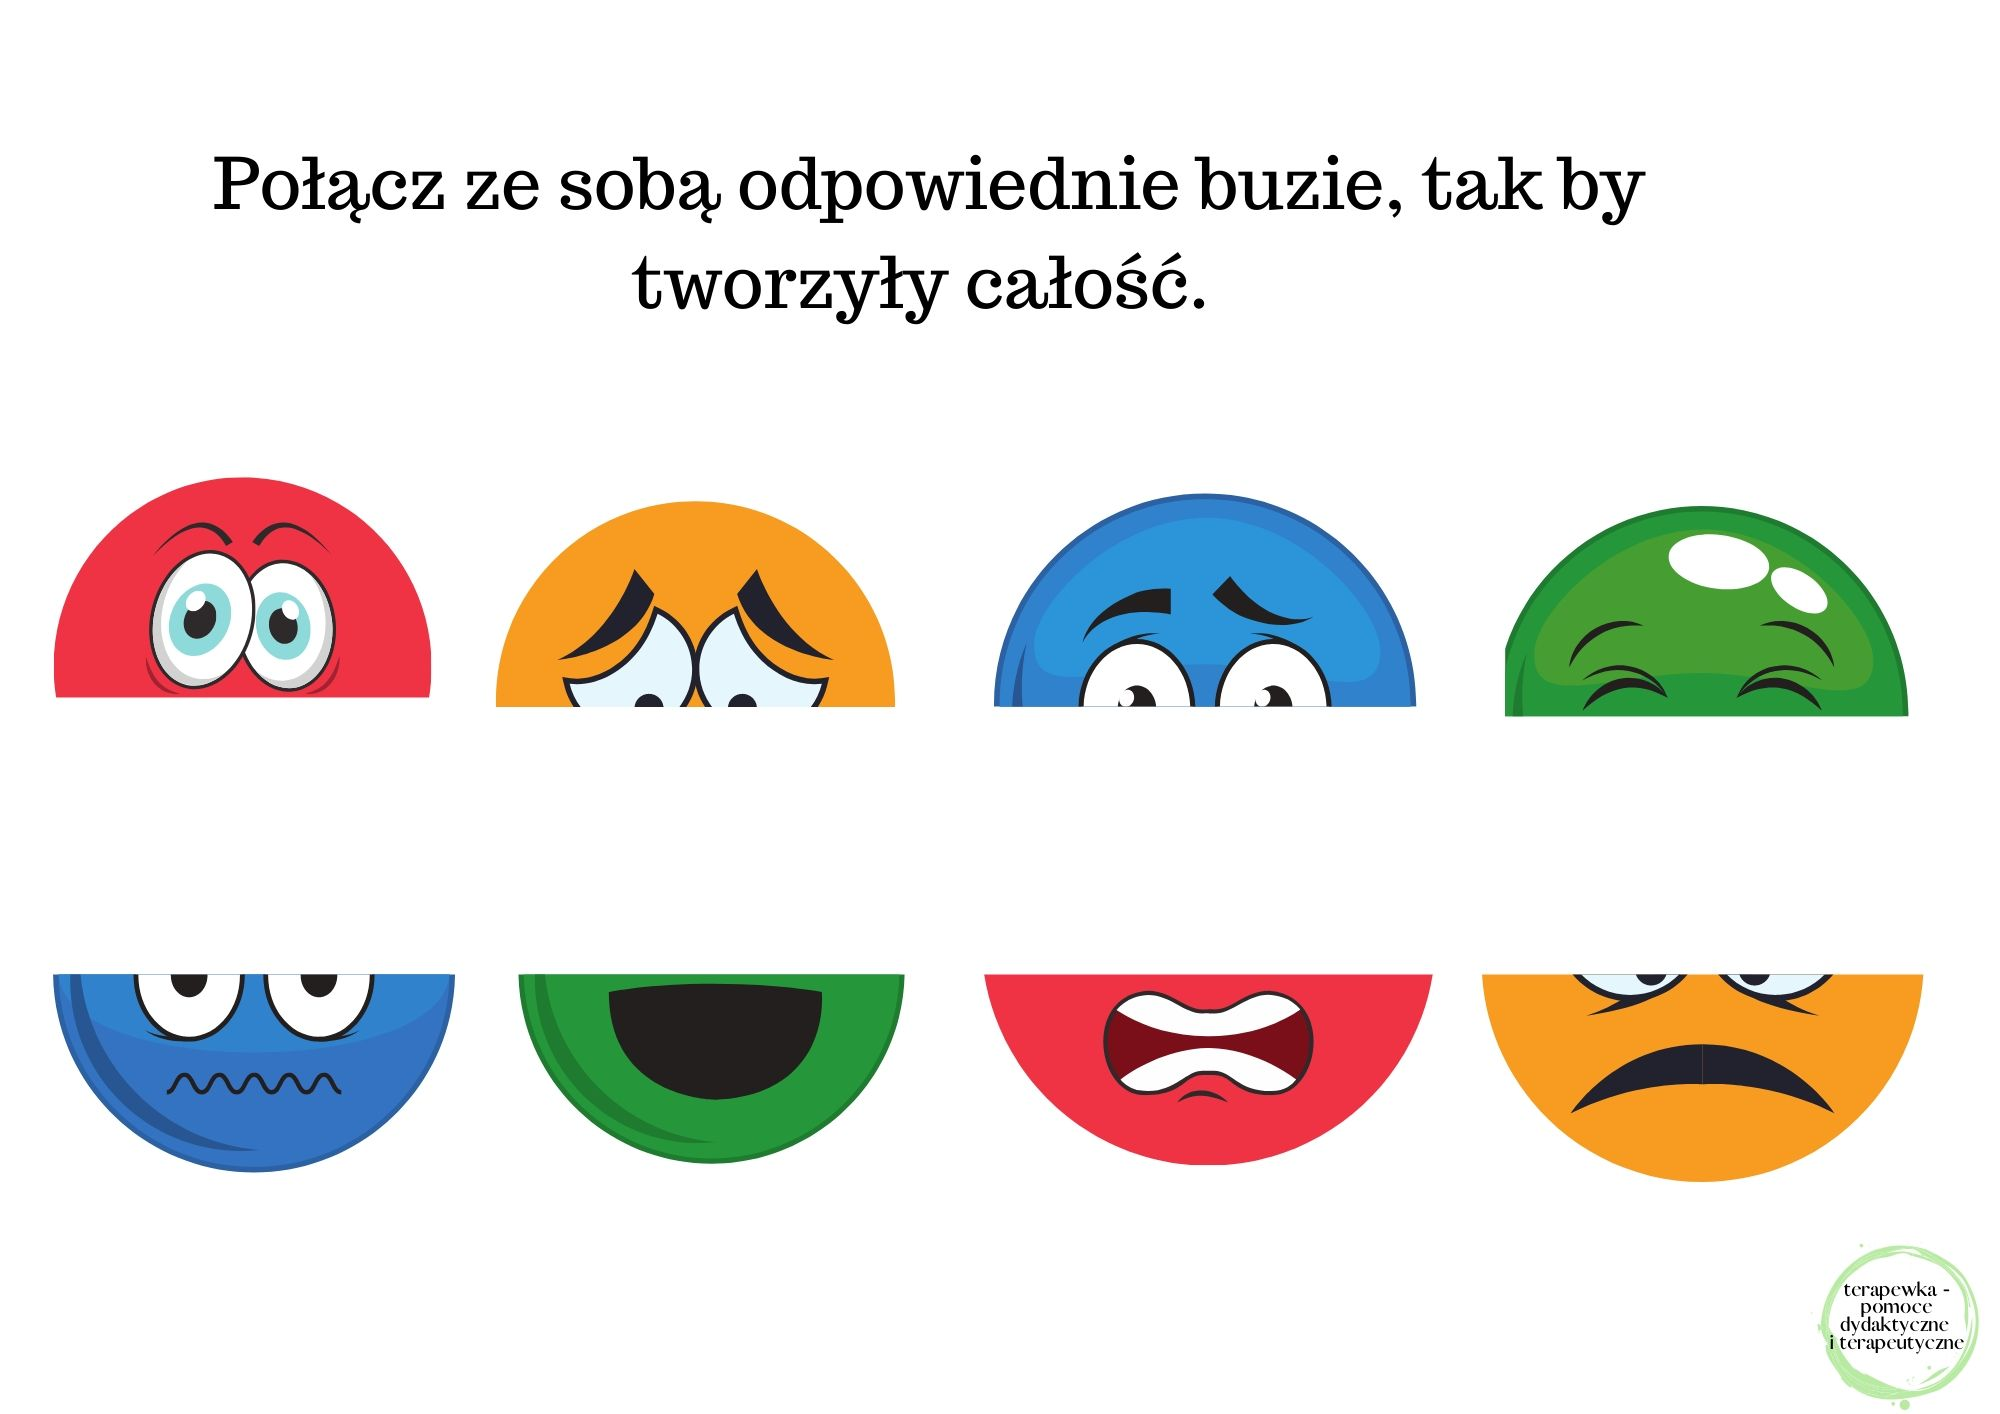 Połącz ze sobą odpowiednie buzie, tak by
tworzyły całość.
terapewka -
pomoce
dydaktyczne
i terapeutyczne